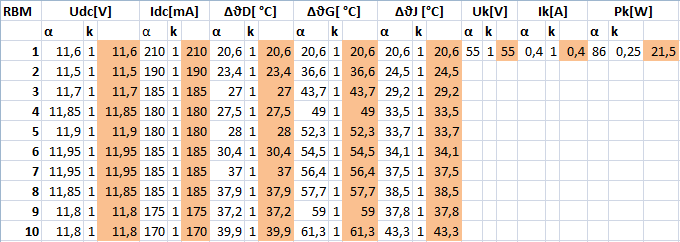 RBM Udc[V] Idc[mA] ΔϑD[ °C] ΔϑG[ °C] ΔϑJ [°C] Uk[V] Ik[A] Pk[W]
α k α k α k α k α k α k α k α k
1 11,6 1 11,6 210 1 210 20,6 1 20,6 20,6 1 20,6 20,6 1 20,6 55 1 55 0,4 1 0,4 86 0,25 21,5
2 11,5 1 11,5 190 1 190 23,4 1 23,4 36,6 1 36,6 24,5 1 24,5
3 11,7 1 11,7 185 1 185 27 1 27 43,7 1 43,7 29,2 1 29,2
4 11,85 1 11,85 180 1 180 27,5 1 27,5 49 1 49 33,5 1 33,5
5 11,9 1 11,9 180 1 180 28 1 28 52,3 1 52,3 33,7 1 33,7
6 11,95 1 11,95 185 1 185 30,4 1 30,4 54,5 1 54,5 34,1 1 34,1
7 11,95 1 11,95 185 1 185 37 1 37 56,4 1 56,4 37,5 1 37,5
8 11,85 1 11,85 185 1 185 37,9 1 37,9 57,7 1 57,7 38,5 1 38,5
9 11,8 1 11,8 175 1 175 37,2 1 37,2 59 1 59 37,8 1 37,8
10 11,8 1 11,8 170 1 170 39,9 1 39,9 61,3 1 61,3 43,3 1 43,3